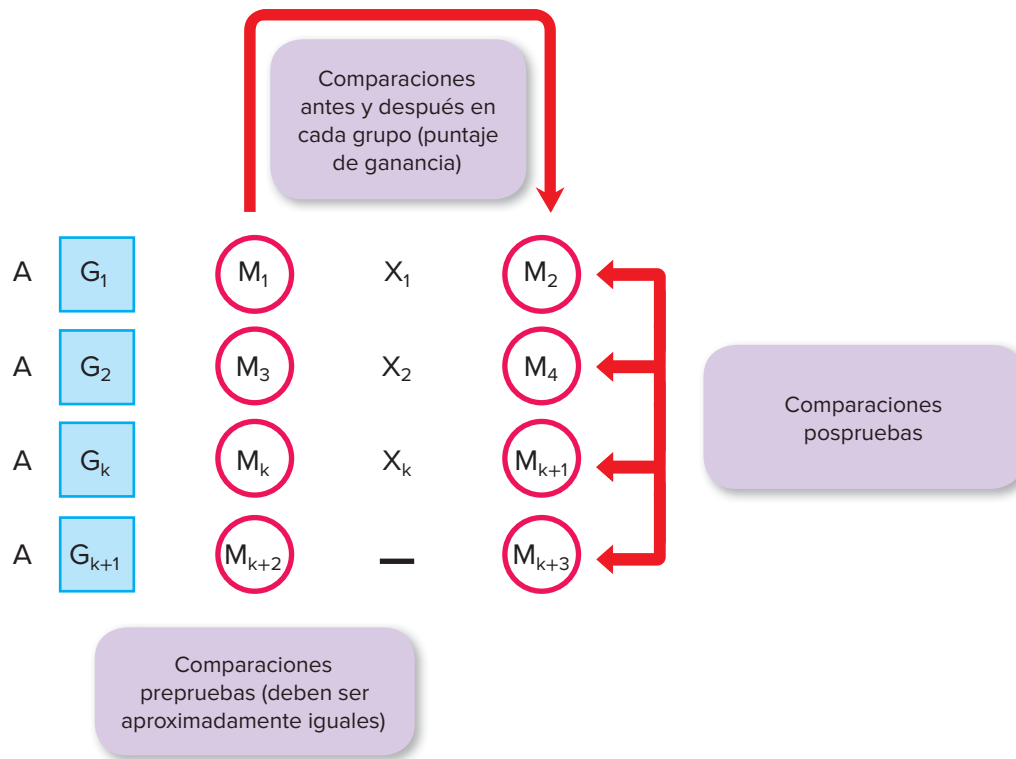 Comparaciones
antes y después en
cada grupo (puntaje
de ganancia)
A G₁ M₁ X₁ M₂
A G₂ M₃ X₂ M₄
A Gₖ Mₖ Xₖ Mₖ₊₁
A Gₖ₊₁ Mₖ₊₂ — Mₖ₊₃
Comparaciones
pospruebas
Comparaciones
prepruebas (deben ser
aproximadamente iguales)